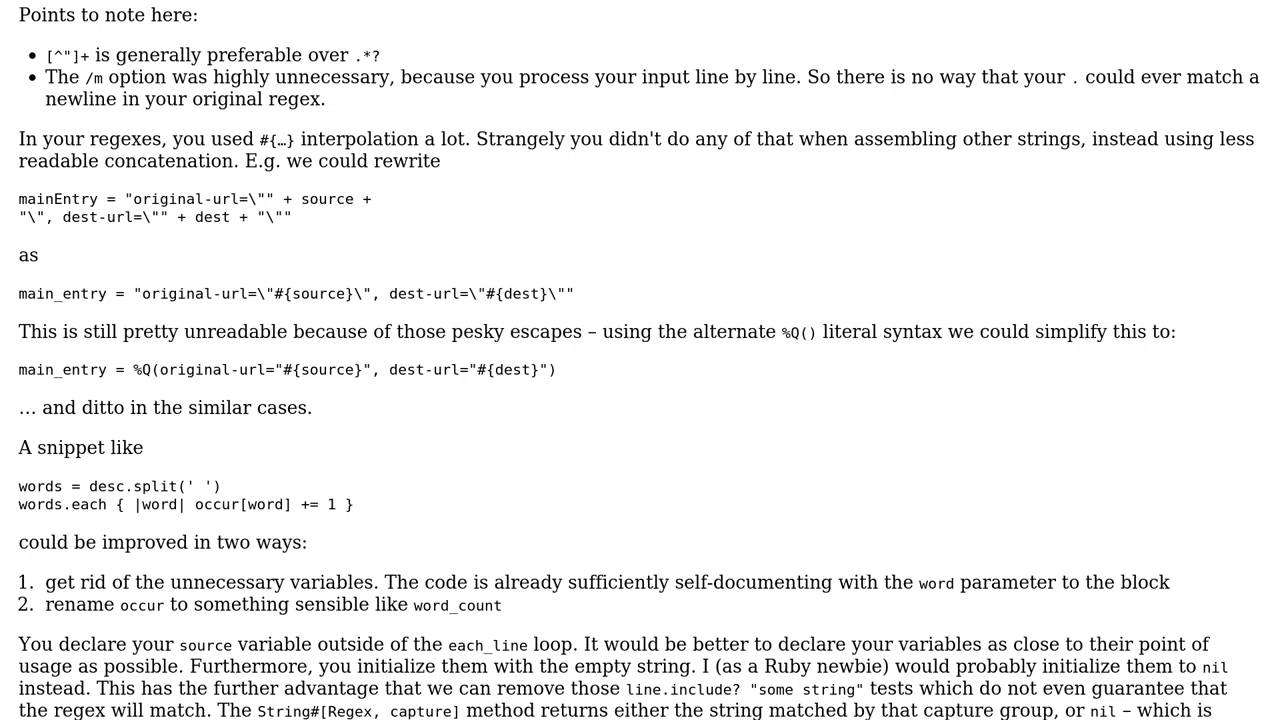 Points to note here:
• [^"]+ is generally preferable over .*?
• The /m option was highly unnecessary, because you process your input line by line. So there is no way that your . could ever match a
newline in your original regex.
In your regexes, you used #{…} interpolation a lot. Strangely you didn't do any of that when assembling other strings, instead using less
readable concatenation. E.g. we could rewrite
mainEntry = "original-url=\"" + source +
"\", dest-url=\"" + dest + "\""
as
main_entry = "original-url=\"#{source}\", dest-url=\"#{dest}\""
This is still pretty unreadable because of those pesky escapes – using the alternate %Q() literal syntax we could simplify this to:
main_entry = %Q(original-url="#{source}", dest-url="#{dest}")
… and ditto in the similar cases.
A snippet like
words = desc.split(' ')
words.each { |word| occur[word] += 1 }
could be improved in two ways:
1. get rid of the unnecessary variables. The code is already sufficiently self-documenting with the word parameter to the block
2. rename occur to something sensible like word_count
You declare your source variable outside of the each_line loop. It would be better to declare your variables as close to their point of
usage as possible. Furthermore, you initialize them with the empty string. I (as a Ruby newbie) would probably initialize them to nil
instead. This has the further advantage that we can remove those line.include? "some string" tests which do not even guarantee that
the regex will match. The String#[Regex, capture] method returns either the string matched by that capture group, or nil – which is